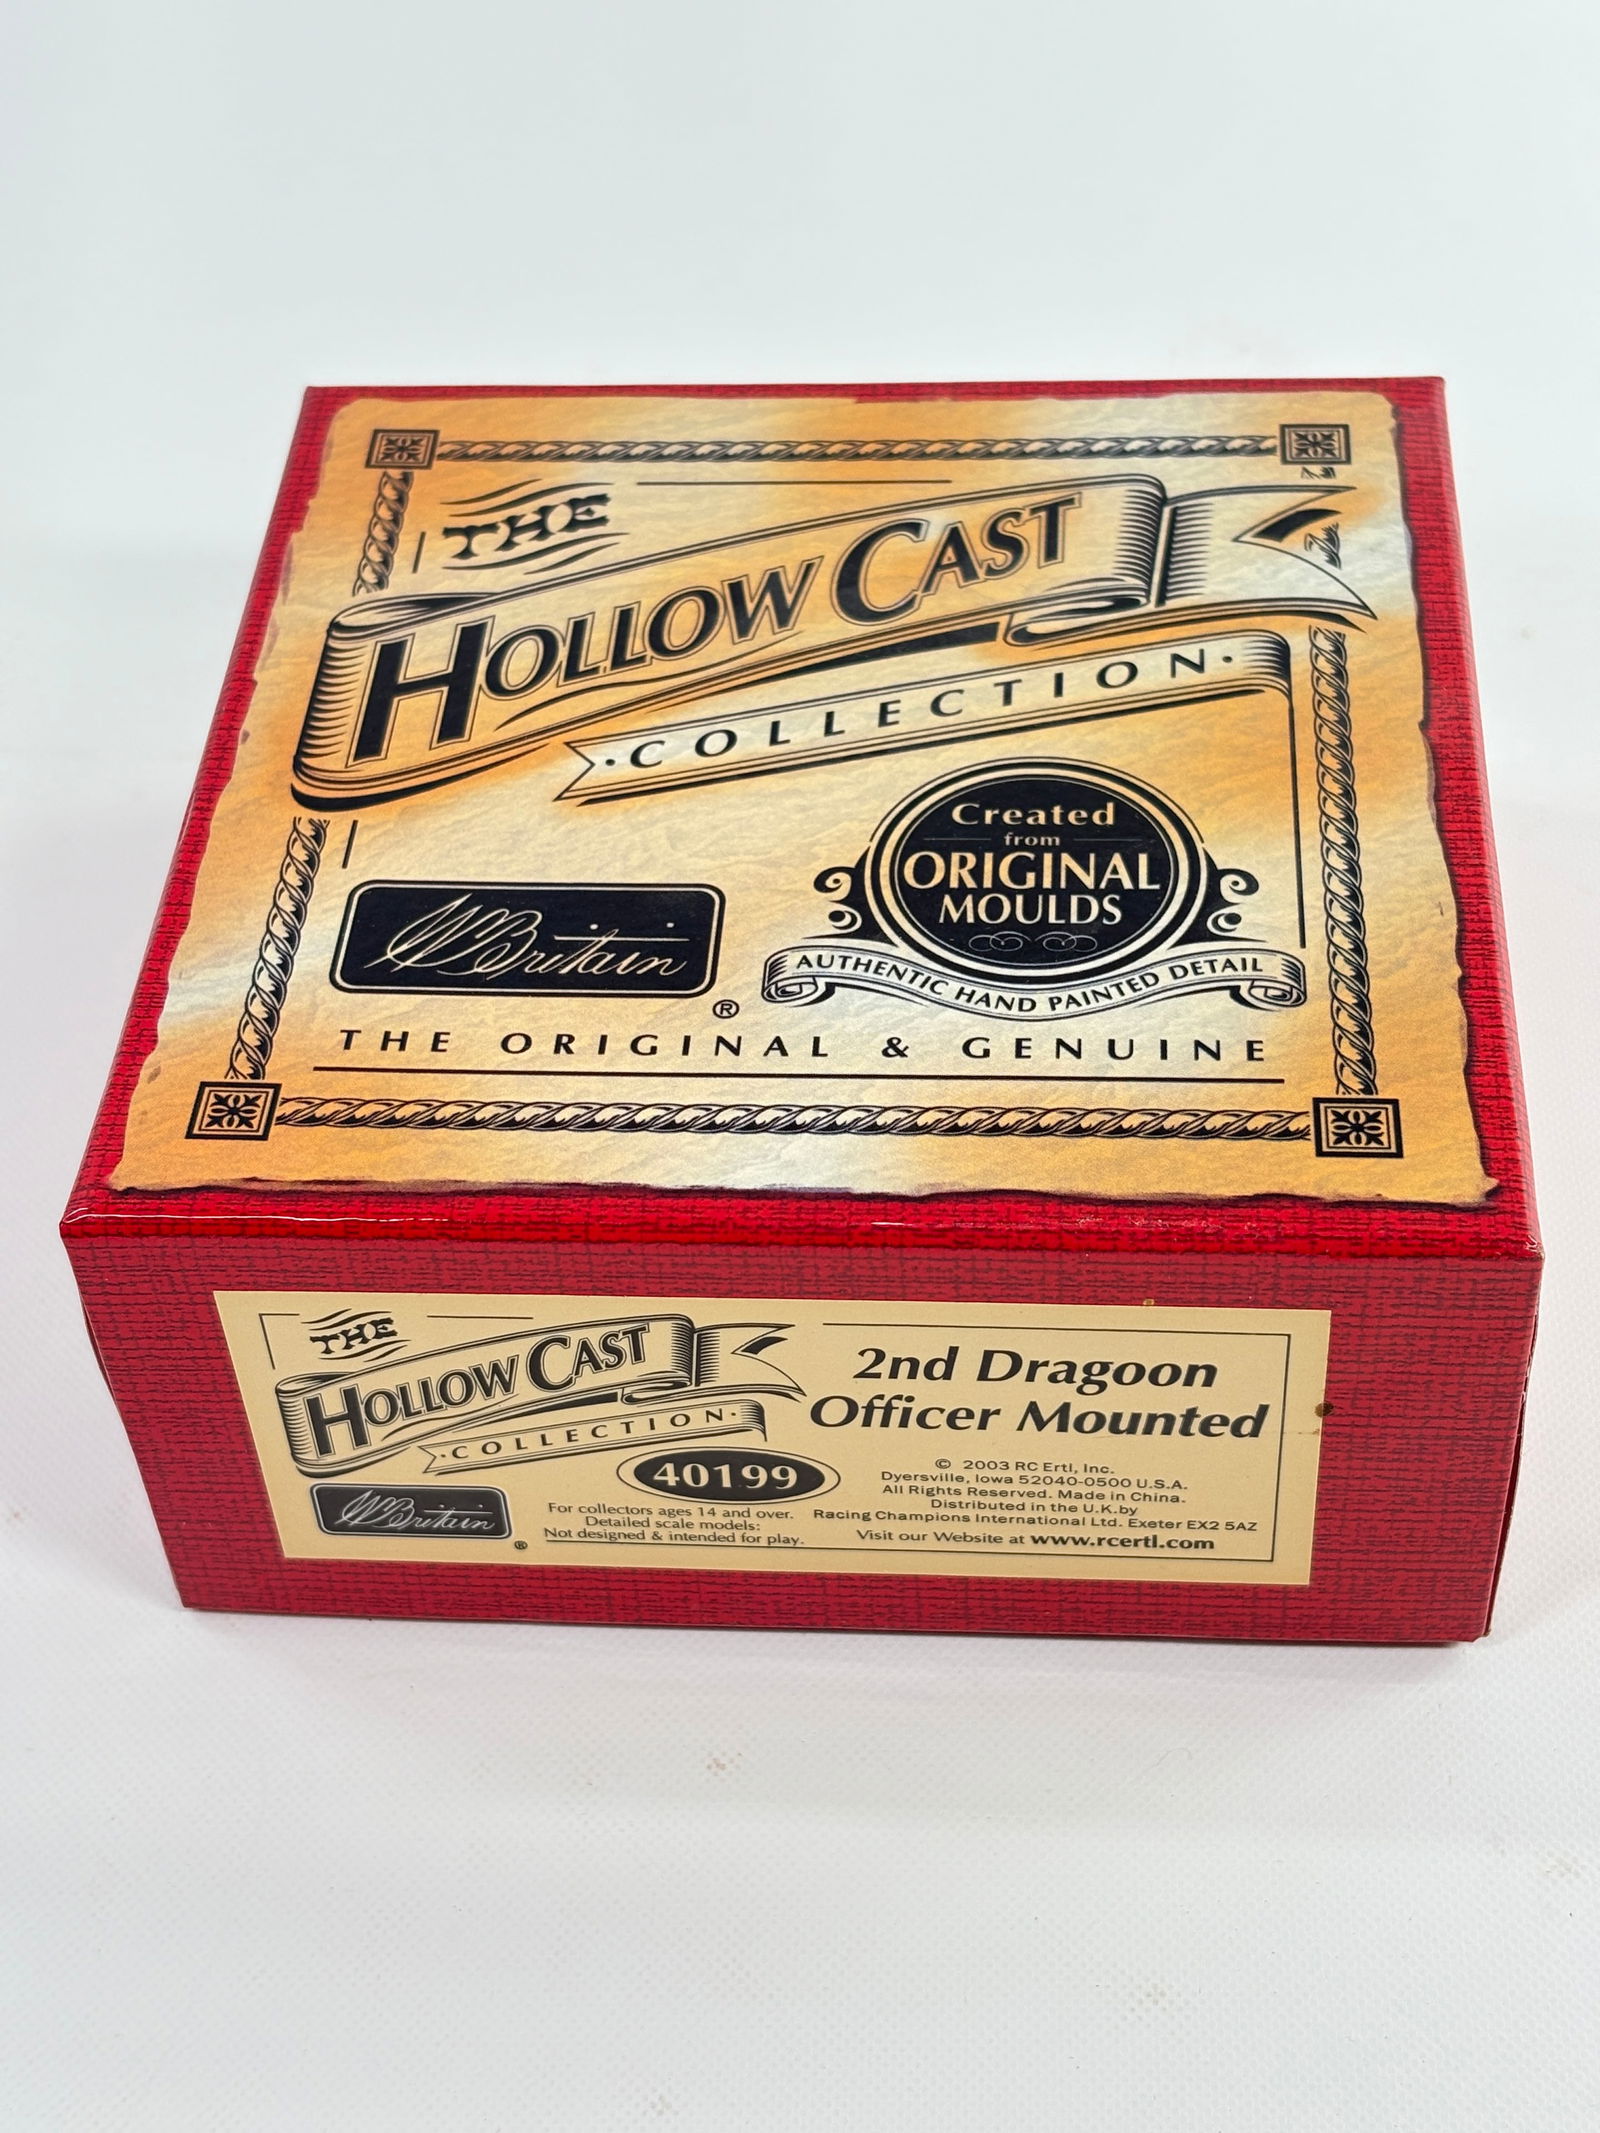 THE
HOLLOW CAST
·COLLECTION·
Created
from
ORIGINAL
MOULDS
AUTHENTIC HAND PAINTED DETAIL
W Britain
®
THE ORIGINAL & GENUINE
THE
HOLLOW CAST
·COLLECTION·
W Britain
®
40199
For collectors ages 14 and over.
Detailed scale models:
Not designed & intended for play.
2nd Dragoon
Officer Mounted
© 2003 RC Ertl, Inc.
Dyersville, Iowa 52040-0500 U.S.A.
All Rights Reserved. Made in China.
Distributed in the U.K.by
Racing Champions International Ltd. Exeter EX2 5AZ
Visit our Website at www.rcertl.com